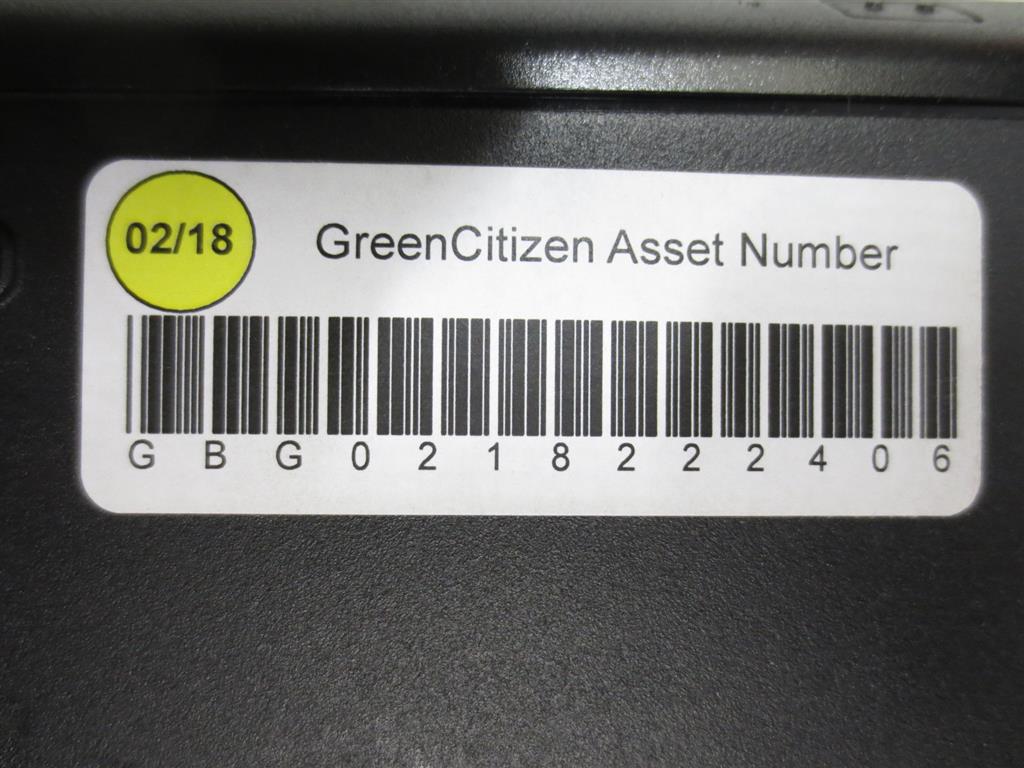 02/18
GreenCitizen Asset Number
GBG0218222406